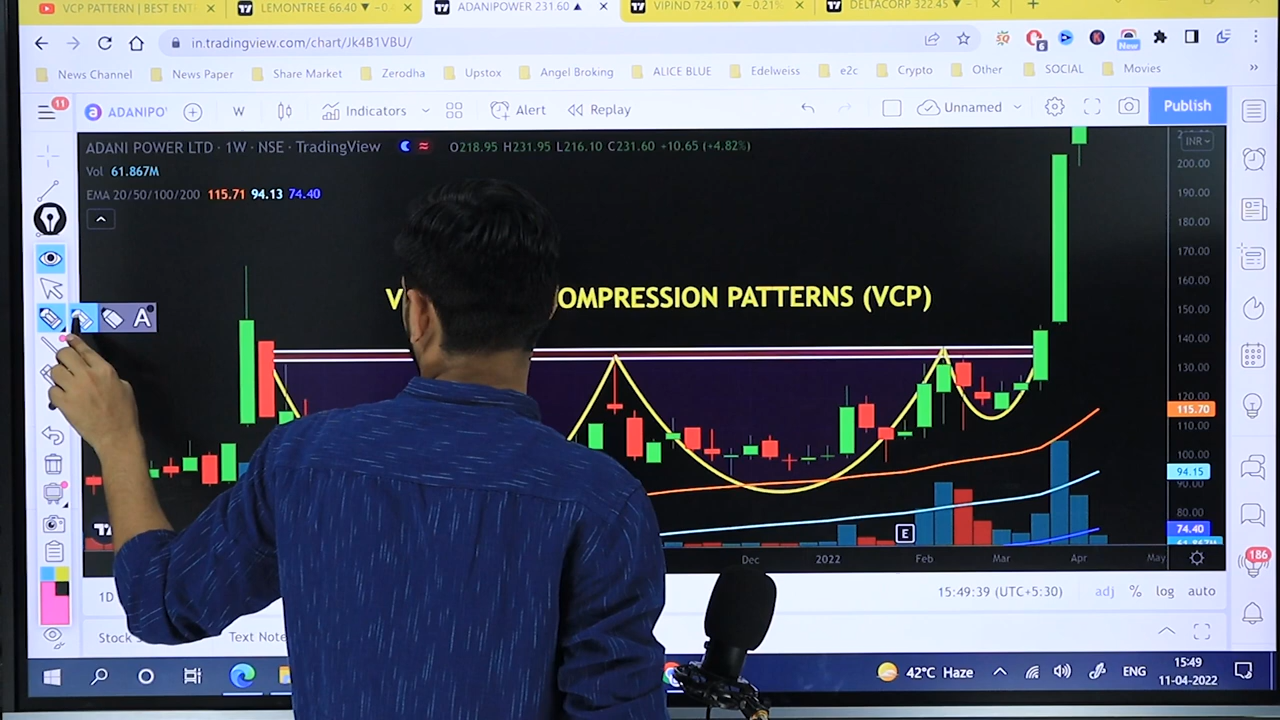 VCP PATTERN | BEST ENT
LEMONTREE 66.40 ▼ -0.
ADANIPOWER 231.60 ▲
VIPIND 724.10 ▼ -0.21%
DELTACORP 322.45 ▼
in.tradingview.com/chart/Jk4B1VBU/
6
New
News Channel
News Paper
Share Market
Zerodha
Upstox
Angel Broking
ALICE BLUE
Edelweiss
e2c
Crypto
Other
SOCIAL
Movies
11
ADANIPO
W
Indicators
Alert
Replay
Unnamed
Publish
ADANI POWER LTD · 1W · NSE · TradingView
O218.95 H231.95 L216.10 C231.60 +10.65 (+4.82%)
INR
Vol 61.867M
EMA 20/50/100/200 115.71 94.13 74.40
200.00
190.00
180.00
170.00
160.00
150.00
140.00
130.00
120.00
115.70
110.00
100.00
94.15
90.00
80.00
74.40
61.867M
OMPRESSION PATTERNS (VCP)
A
E
Dec
2022
Feb
Mar
Apr
May
186
1D
15:49:39 (UTC+5:30)
adj
%
log
auto
Stock
Text Note
42°C Haze
ENG
15:49
11-04-2022